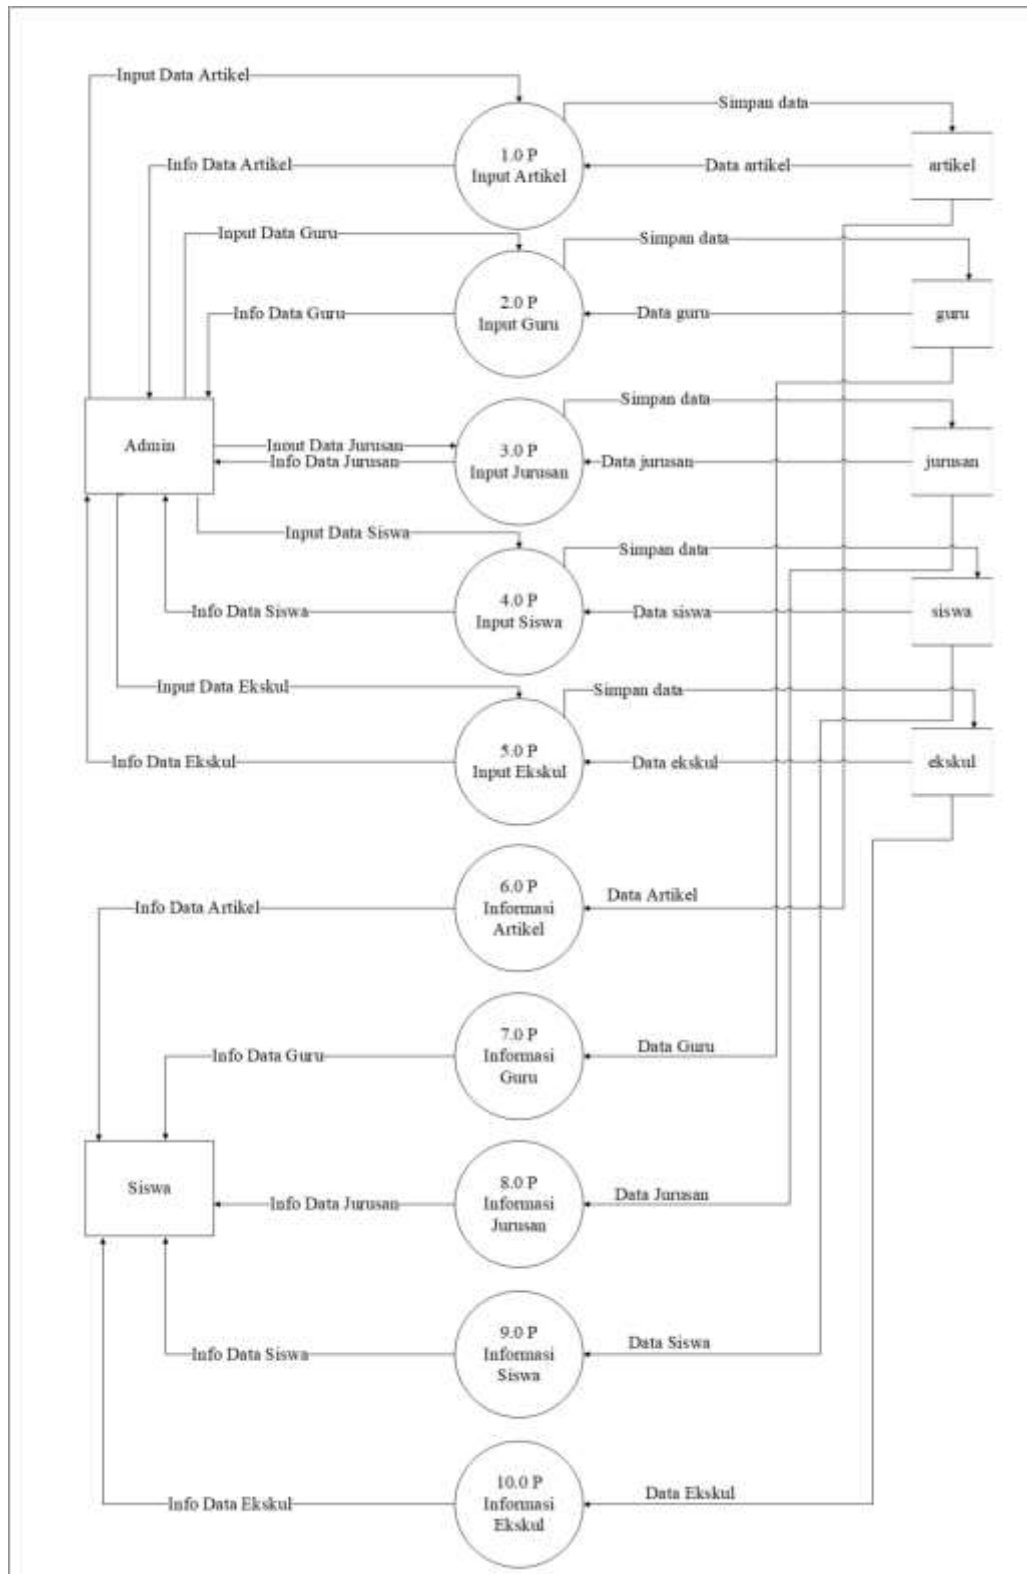 Input Data Artikel
Simpan data
1.0 P
Input Artikel
Info Data Artikel
Data artikel
artikel
Input Data Guru
Simpan data
2.0 P
Input Guru
Info Data Guru
Data guru
guru
Simpan data
Admin
Inout Data Jurusan
Info Data Jurusan
3.0 P
Input Jurusan
Data jurusan
jurusan
Input Data Siswa
Simpan data
4.0 P
Input Siswa
Info Data Siswa
Data siswa
siswa
Input Data Ekskul
Simpan data
5.0 P
Input Ekskul
Info Data Ekskul
Data ekskul
ekskul
6.0 P
Informasi
Artikel
Info Data Artikel
Data Artikel
7.0 P
Informasi
Guru
Info Data Guru
Data Guru
Siswa
8.0 P
Informasi
Jurusan
Info Data Jurusan
Data Jurusan
9.0 P
Informasi
Siswa
Info Data Siswa
Data Siswa
10.0 P
Informasi
Ekskul
Info Data Ekskul
Data Ekskul